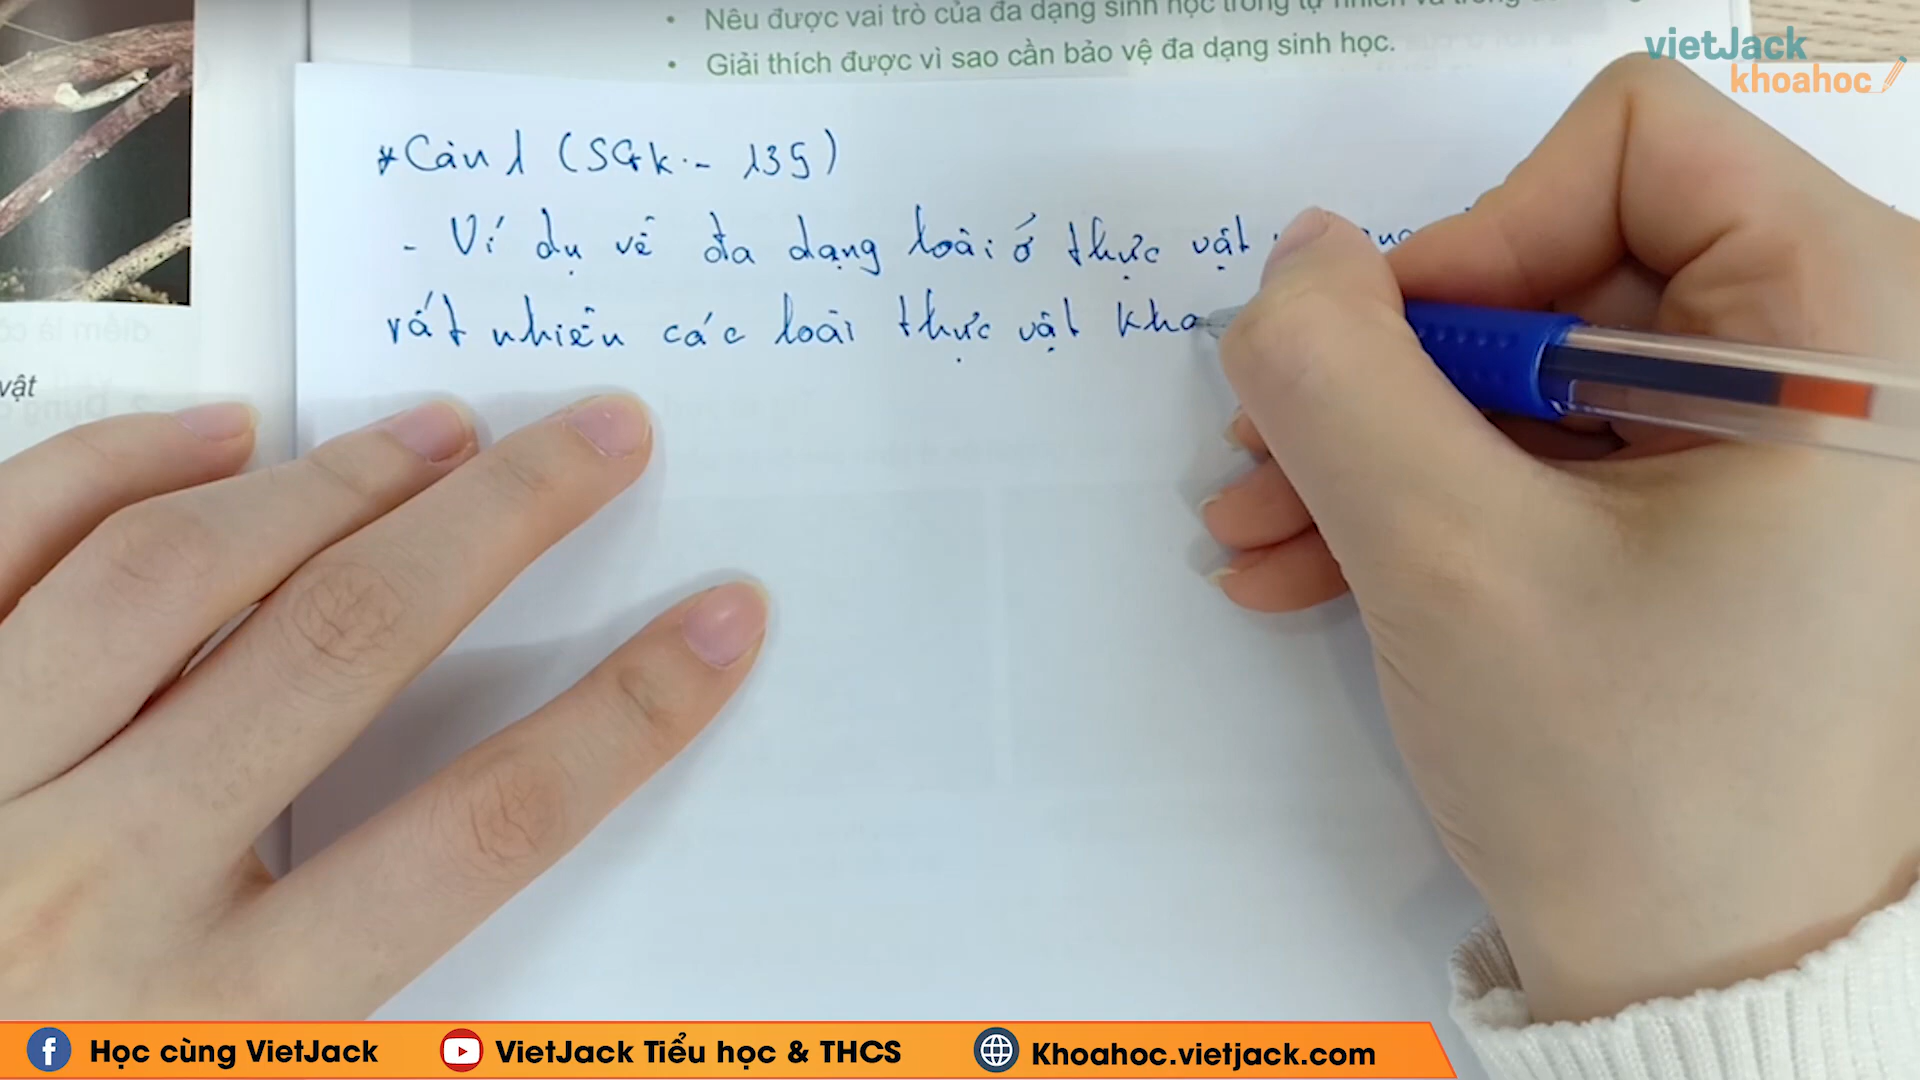 • Nêu được vai trò của đa dạng sinh học trong tự nhiên và trong
• Giải thích được vì sao cần bảo vệ đa dạng sinh học.
vietJack
khoahoc
* Câu 1 (SGK - 135)
- Ví dụ về đa dạng loài ở thực vật
rất nhiều các loài thực vật kha
vật
Học cùng VietJack
VietJack Tiểu học & THCS
Khoahoc.vietjack.com